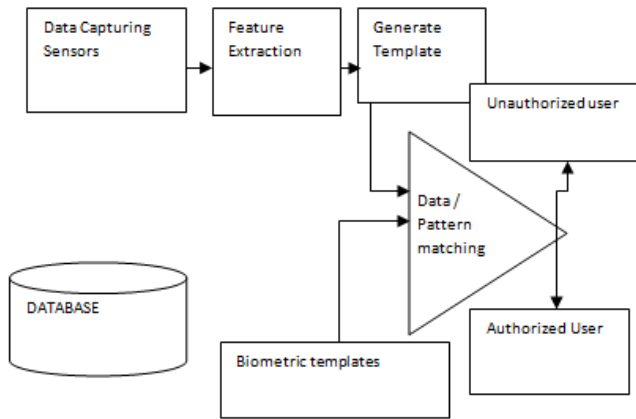 Data Capturing
Sensors
Feature
Extraction
Generate
Template
Unauthorized user
Data /
Pattern
matching
DATABASE
Biometric templates
Authorized User